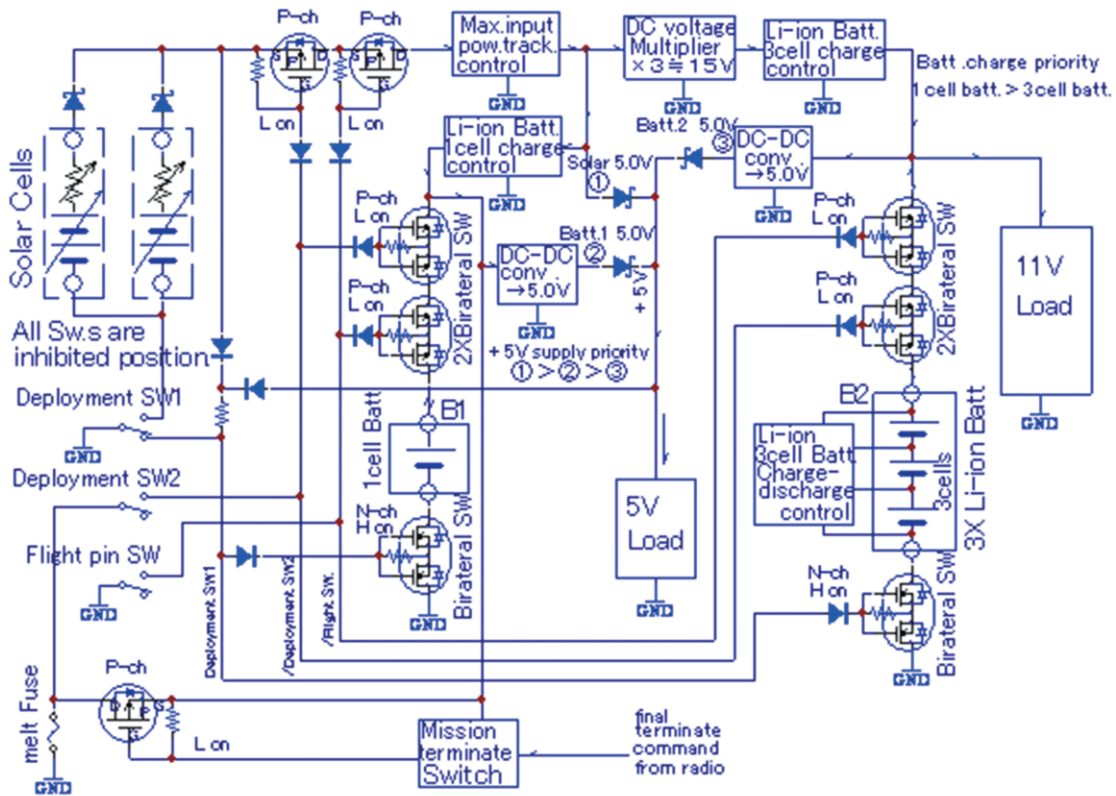 P-ch
P-ch
S
D
P
G
S
D
P
G
L on
L on
Max.input
pow.track.
control
GND
DC voltage
Multiplier
×3≒15V
GND
Li-ion Batt.
3cell charge
control
GND
Batt .charge priority
1 cell batt. > 3cell batt.
Li-ion Batt.
1cell charge
control
GND
Batt.2 5.0V
③
DC-DC
conv .
→5.0V
GND
Solar 5.0V
①
Solar Cells
P-ch
L on
P-ch
L on
2XBirateral SW
Batt.1 5.0V
②
DC-DC
conv .
→5.0V
GND
+5V
P-ch
L on
P-ch
L on
2XBirateral SW
11V
Load
GND
All Sw.s are
inhibited position
+5V supply priority
①>②>③
Deployment SW1
GND
B1
1cell Batt
B2
Li-ion
3cell Batt.
Charge-
discharge
control
3cells
3X Li-ion Batt
Deployment SW2
5V
Load
GND
N-ch
H on
Birateral SW
GND
Flight pin SW
GND
Deployment SW1
/Deployment SW2
/Flight SW.
N-ch
H on
Birateral SW
GND
P-ch
D
S
P
G
L on
melt Fuse
GND
Mission
terminate
Switch
final
terminate
command
from radio